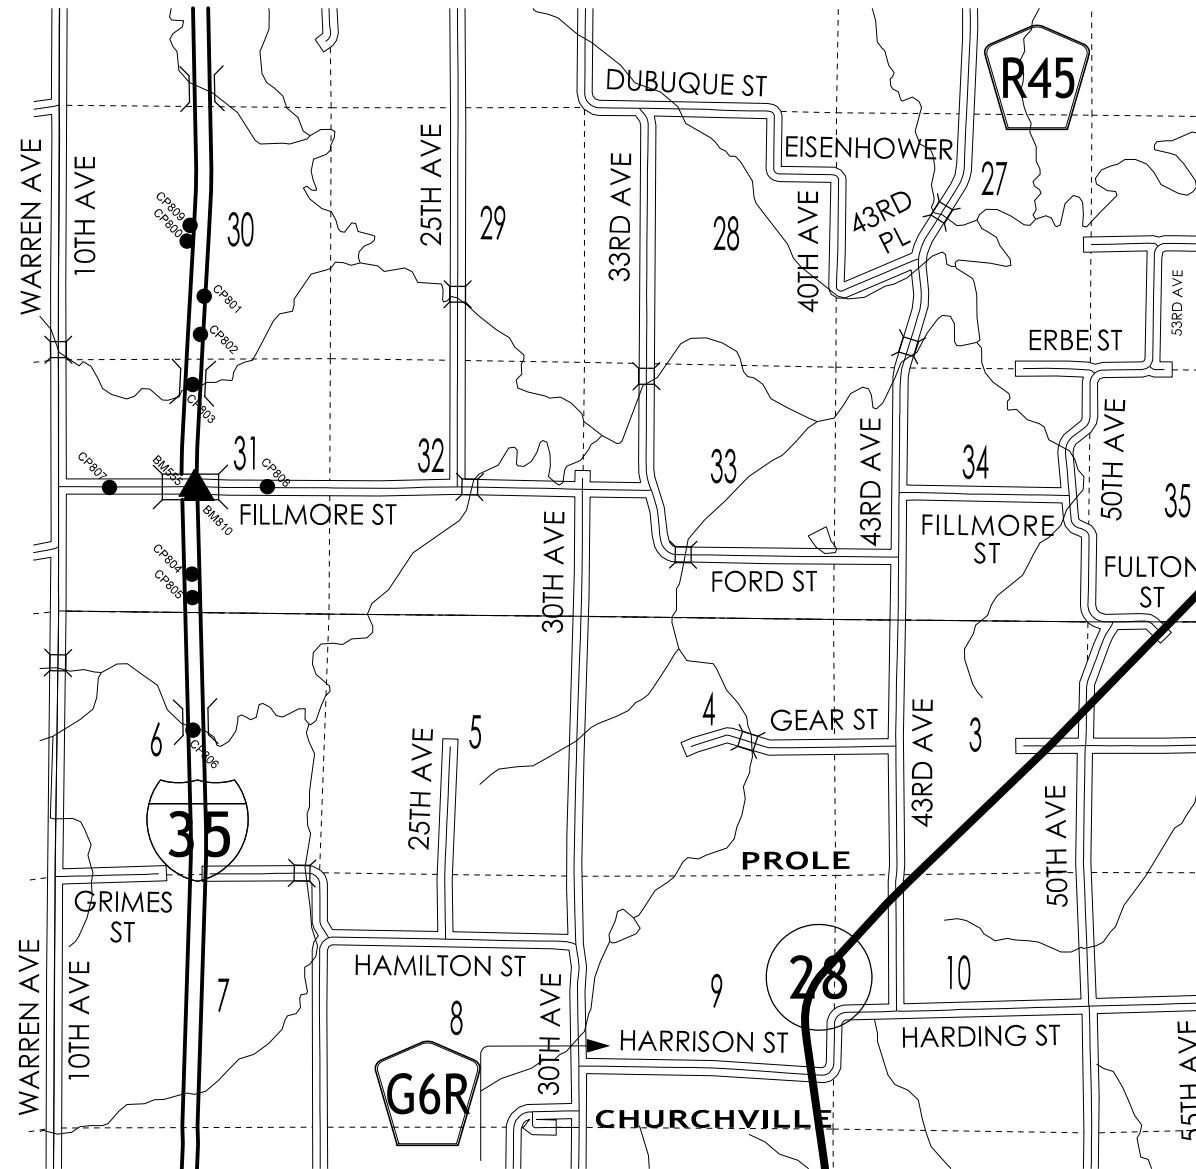 R45
DUBUQUE ST
EISENHOWER
WARREN AVE
10TH AVE
25TH AVE
33RD AVE
40TH AVE
43RD
PL
27
CP809
CP800
30
29
28
53RD AVE
CP801
CP802
ERBE ST
CP803
31
32
33
34
35
43RD AVE
50TH AVE
CP807
BM555
CP808
BM810
FILLMORE ST
30TH AVE
FILLMORE
ST
CP804
CP805
FORD ST
FULTON
ST
6
CP806
5
4
GEAR ST
43RD AVE
3
25TH AVE
35
50TH AVE
PROLE
GRIMES
ST
WARREN AVE
10TH AVE
HAMILTON ST
7
8
30TH AVE
9
28
10
HARRISON ST
HARDING ST
G6R
CHURCHVILLE
55TH AVE